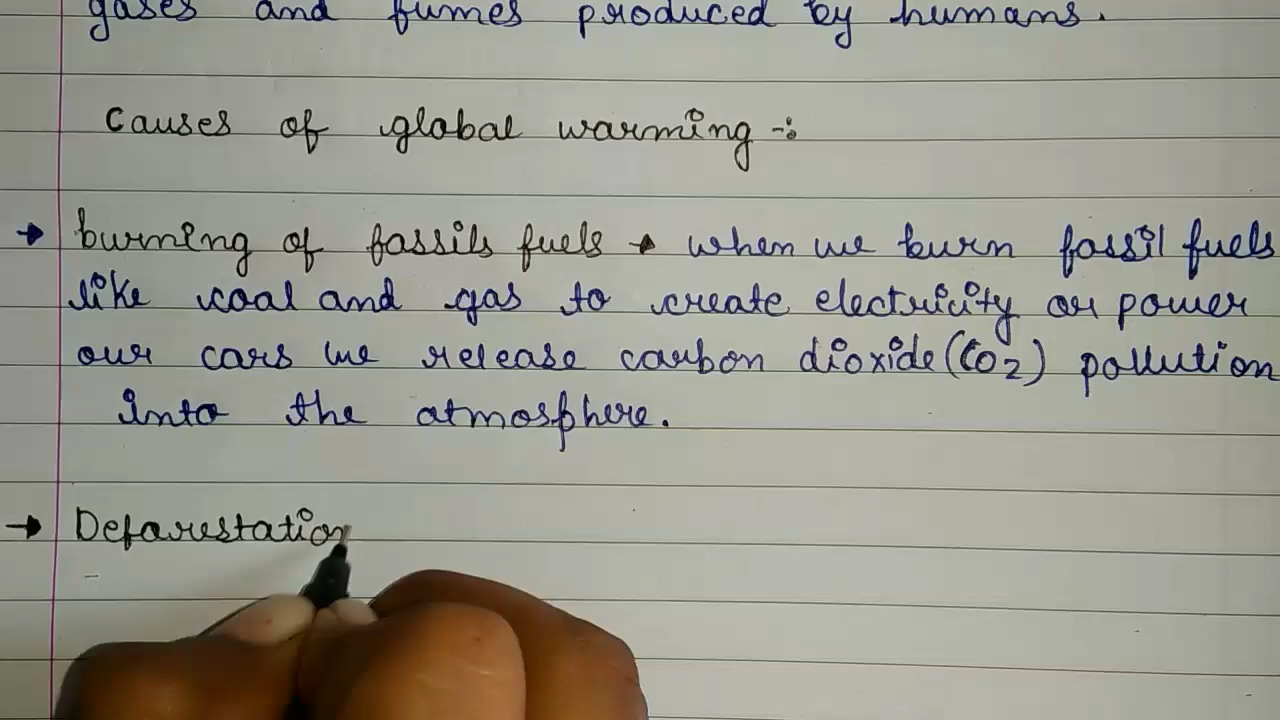 gases and fumes produced by humans.
Causes of global warming -:
→ burning of fossils fuels → when we burn fossil fuels
like coal and gas to create electricity or power
our cars we release carbon dioxide (CO2) pollution
into the atmosphere.
→ Deforestation